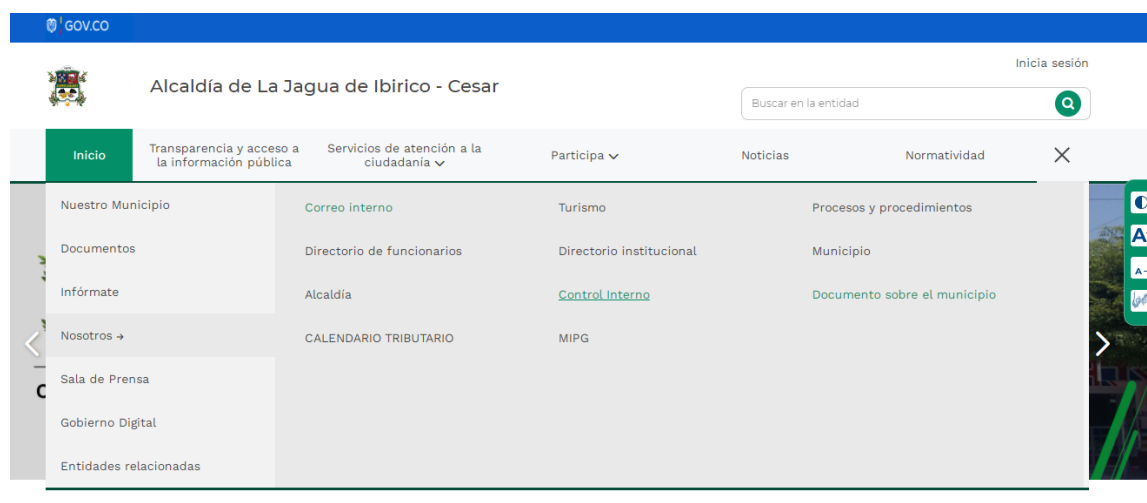 GOV.CO
Inicia sesión
Alcaldía de La Jagua de Ibirico - Cesar
Buscar en la entidad
Inicio
Transparencia y acceso a
la información pública
Servicios de atención a la
ciudadanía
Participa
Noticias
Normatividad
Nuestro Municipio
Documentos
Infórmate
Nosotros →
Sala de Prensa
Gobierno Digital
Entidades relacionadas
Correo interno
Turismo
Procesos y procedimientos
Directorio de funcionarios
Directorio institucional
Municipio
Alcaldía
Control Interno
Documento sobre el municipio
CALENDARIO TRIBUTARIO
MIPG
A
A-